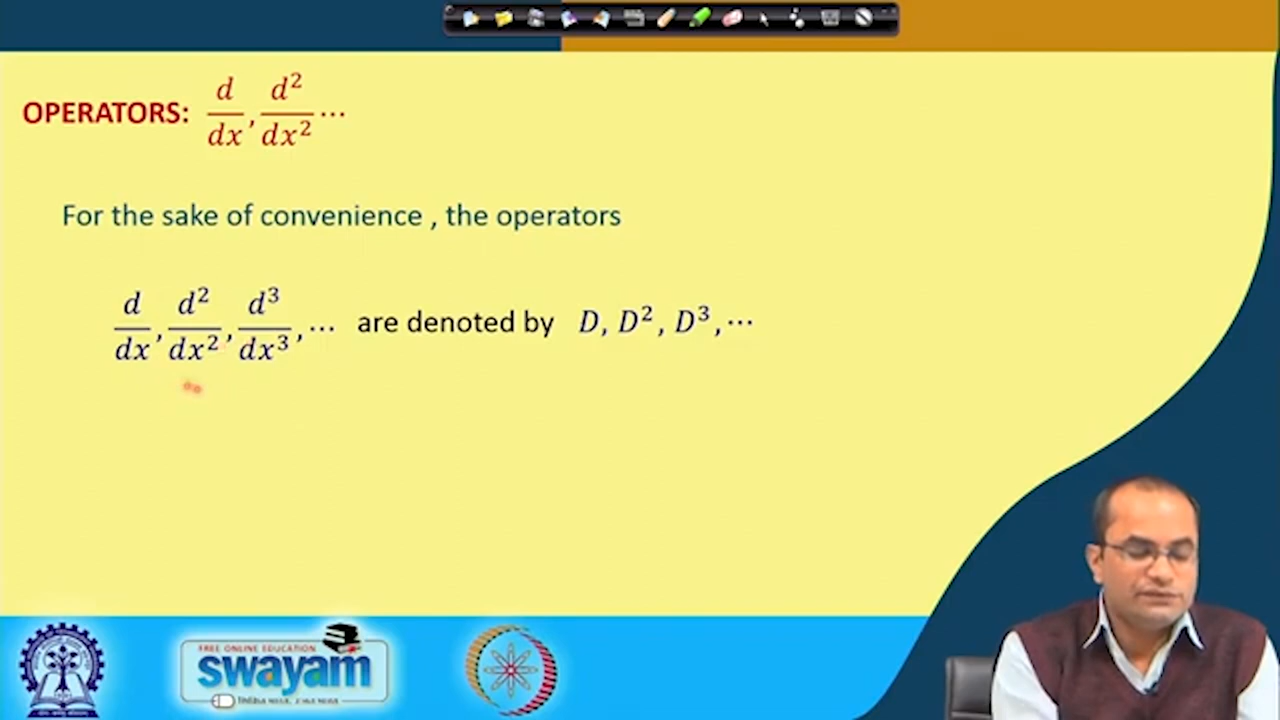 OPERATORS: d/dx, d²/dx² ⋯
For the sake of convenience , the operators
d/dx, d²/dx², d³/dx³, ⋯ are denoted by D, D², D³, ⋯
FREE ONLINE EDUCATION
swayam